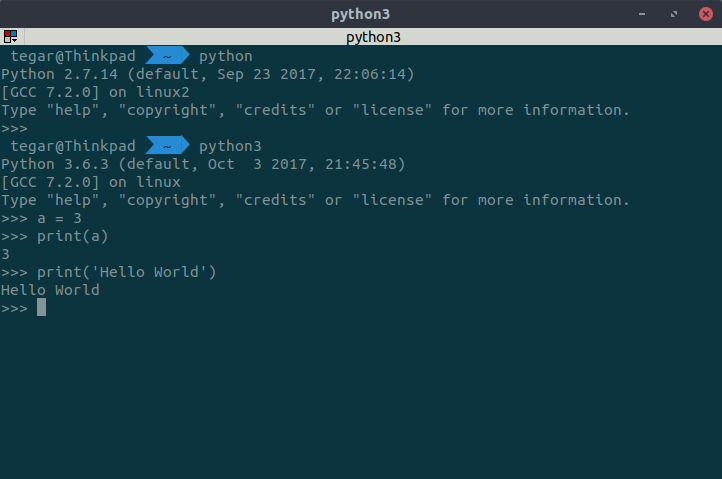 python3
python3
tegar@Thinkpad ~ python
Python 2.7.14 (default, Sep 23 2017, 22:06:14)
[GCC 7.2.0] on linux2
Type "help", "copyright", "credits" or "license" for more information.
>>>
tegar@Thinkpad ~ python3
Python 3.6.3 (default, Oct  3 2017, 21:45:48)
[GCC 7.2.0] on linux
Type "help", "copyright", "credits" or "license" for more information.
>>> a = 3
>>> print(a)
3
>>> print('Hello World')
Hello World
>>>